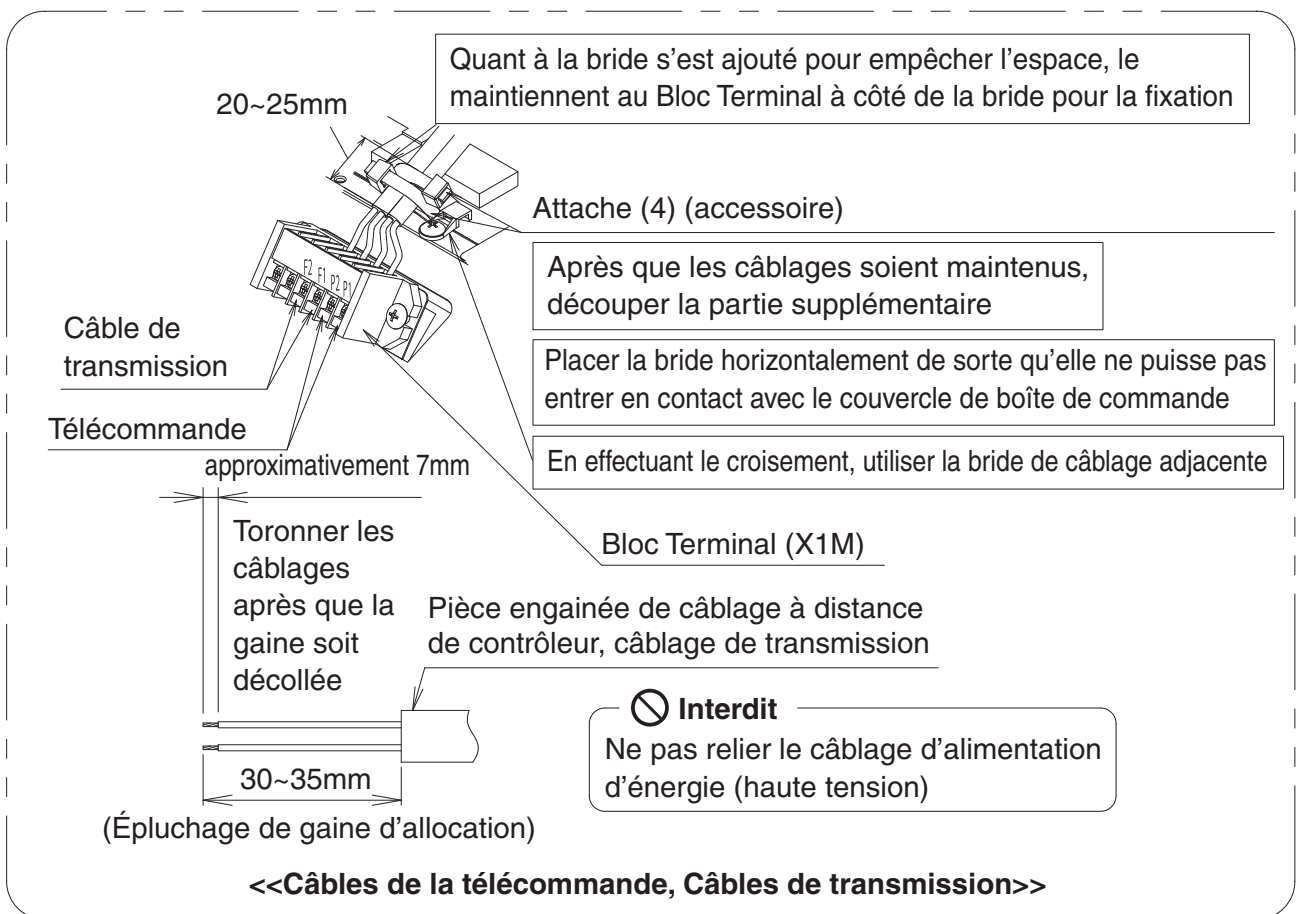 Quant à la bride s'est ajouté pour empêcher l'espace, le
maintiennent au Bloc Terminal à côté de la bride pour la fixation
20~25mm
Attache (4) (accessoire)
Après que les câblages soient maintenus,
découper la partie supplémentaire
F2 F1 P2 P1
Câble de
transmission
Placer la bride horizontalement de sorte qu'elle ne puisse pas
entrer en contact avec le couvercle de boîte de commande
Télécommande
En effectuant le croisement, utiliser la bride de câblage adjacente
approximativement 7mm
Toronner les
câblages
après que la
gaine soit
décollée
Bloc Terminal (X1M)
Pièce engainée de câblage à distance
de contrôleur, câblage de transmission
Interdit
Ne pas relier le câblage d'alimentation
d'énergie (haute tension)
30~35mm
(Épluchage de gaine d'allocation)
<<Câbles de la télécommande, Câbles de transmission>>